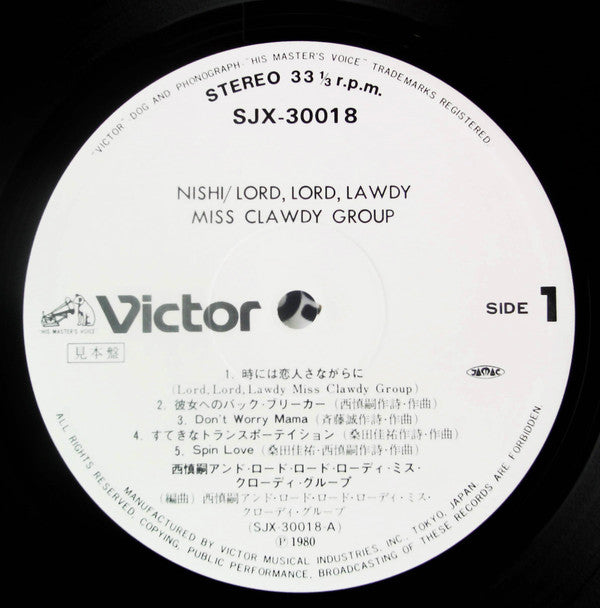 "VICTOR"·DOG AND PHONOGRAPH·"HIS MASTER'S VOICE" TRADEMARKS REGISTERED
STEREO 33 ⅓ r.p.m.
SJX-30018
NISHI/LORD, LORD, LAWDY
MISS CLAWDY GROUP
"HIS MASTER'S VOICE"
Victor
SIDE 1
見本盤
JASRAC
1. 時には恋人さながらに
(Lord,Lord,Lawdy Miss Clawdy Group)
2. 彼女へのバック・ブリーカー (西慎嗣作詩・作曲)
3. Don't Worry Mama (斉藤誠作詩・作曲)
4. すてきなトランスポーテイション (桑田佳祐作詩・作曲)
5. Spin Love (桑田佳祐・西慎嗣作詩・作曲)
西慎嗣アンド・ロード・ロード・ローディ・ミス・
クローディ・グループ
(編曲) 西慎嗣アンド・ロード・ロード・ローディ・ミス・
クローディ・グループ
(SJX-30018-A)
Ⓟ 1980
MANUFACTURED BY VICTOR MUSICAL INDUSTRIES, INC., TOKYO, JAPAN
ALL RIGHTS RESERVED. COPYING, PUBLIC PERFORMANCE, BROADCASTING OF THESE RECORDS ARE FORBIDDEN.